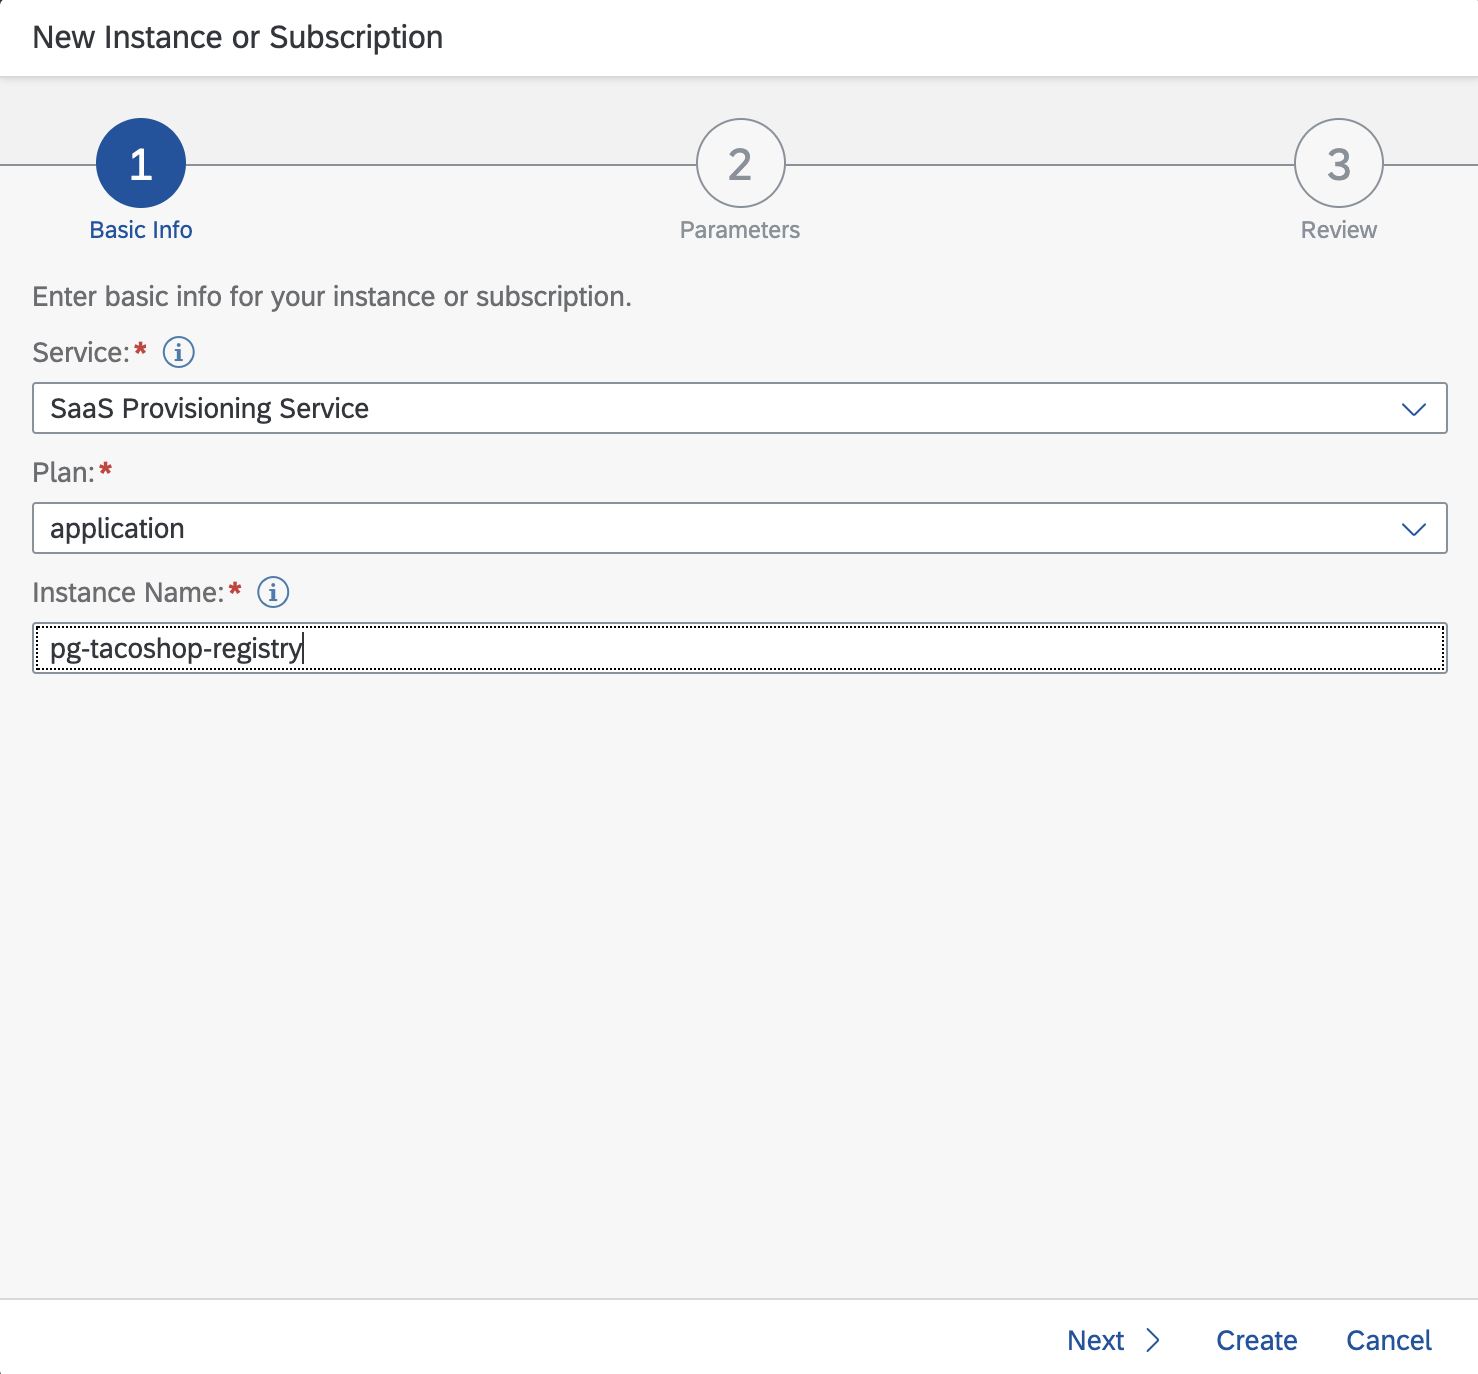 New Instance or Subscription
1
2
3
Basic Info
Parameters
Review
Enter basic info for your instance or subscription.
Service:*
SaaS Provisioning Service
Plan:*
application
Instance Name:*
pg-tacoshop-registry
Next
Create
Cancel